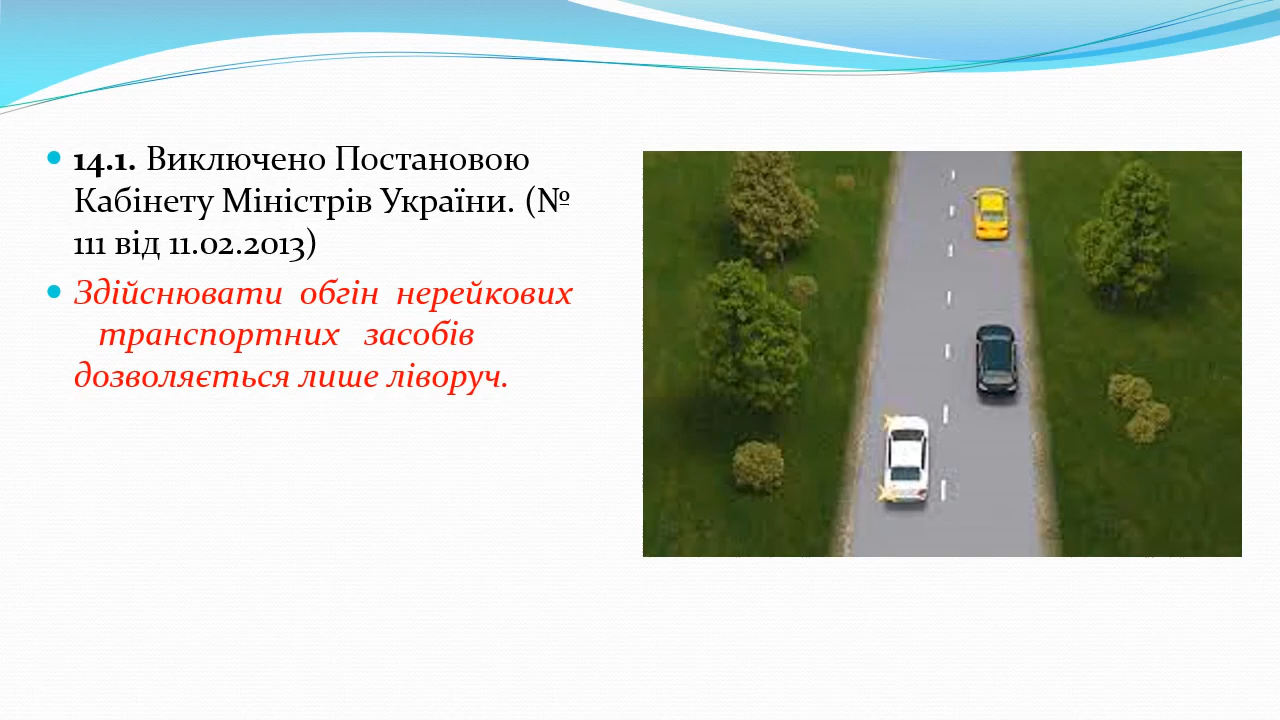 14.1. Виключено Постановою
Кабінету Міністрів України. (№
111 від 11.02.2013)
Здійснювати обгін нерейкових
транспортних засобів
дозволяється лише ліворуч.